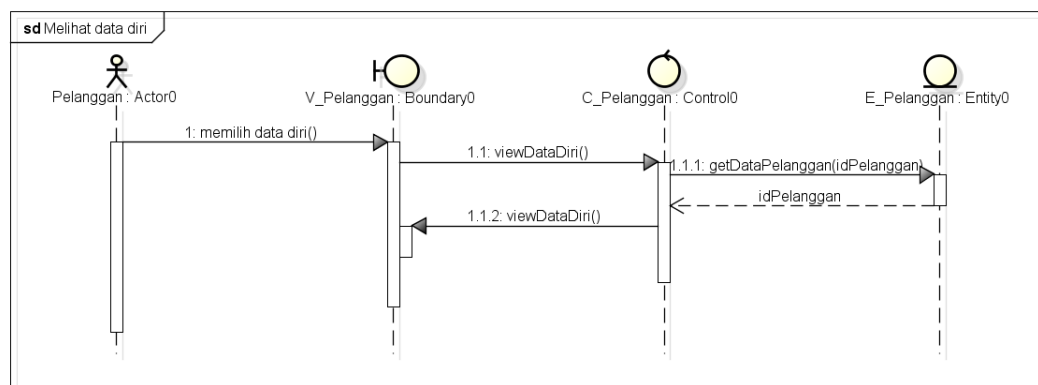 sd Melihat data diri
Pelanggan : Actor0
V_Pelanggan : Boundary0
C_Pelanggan : Control0
E_Pelanggan : Entity0
1: memilih data diri()
1.1: viewDataDiri()
1.1.1: getDataPelanggan(idPelanggan)
idPelanggan
1.1.2: viewDataDiri()